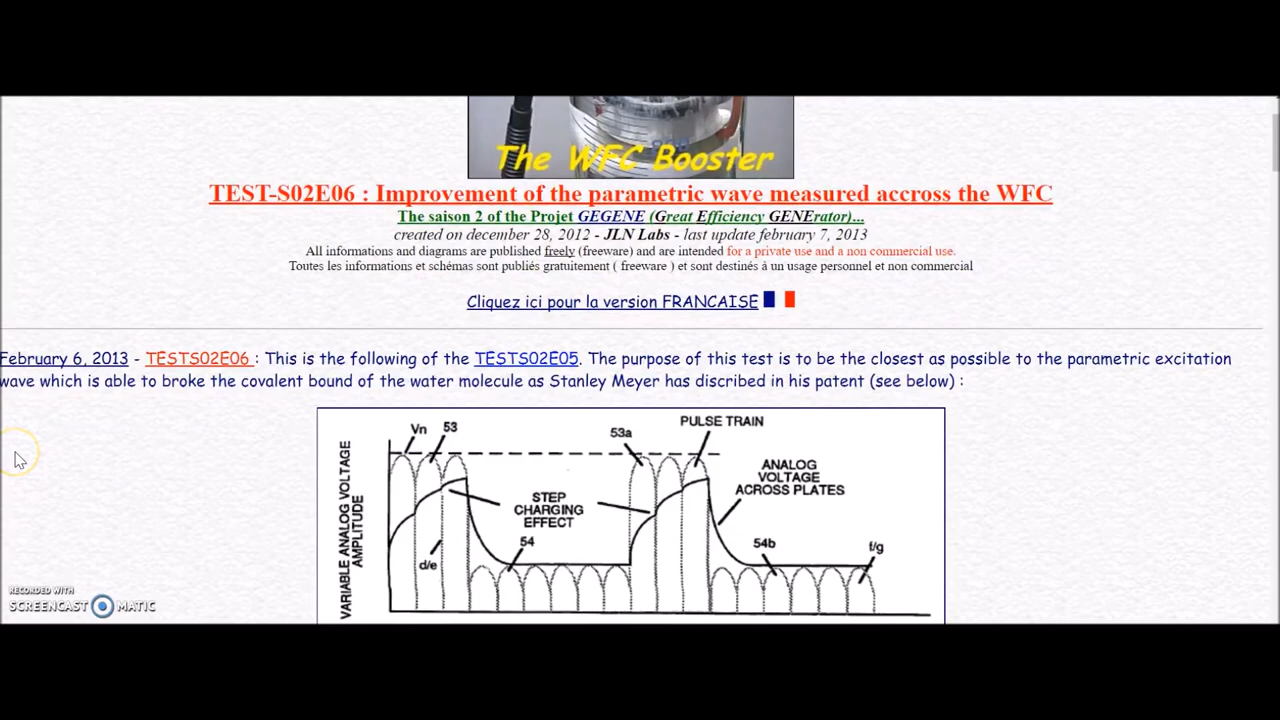 The WFC Booster
TEST-S02E06 : Improvement of the parametric wave measured accross the WFC
The saison 2 of the Projet GEGENE (Great Efficiency GENErator)...
created on december 28, 2012 - JLN Labs - last update february 7, 2013
All informations and diagrams are published freely (freeware) and are intended for a private use and a non commercial use.
Toutes les informations et schémas sont publiés gratuitement ( freeware ) et sont destinés à un usage personnel et non commercial
Cliquez ici pour la version FRANCAISE
February 6, 2013 - TESTS02E06 : This is the following of the TESTS02E05. The purpose of this test is to be the closest as possible to the parametric excitation
wave which is able to broke the covalent bound of the water molecule as Stanley Meyer has discribed in his patent (see below) :
VARIABLE ANALOG VOLTAGE
AMPLITUDE
Vn
53
53a
PULSE TRAIN
ANALOG
VOLTAGE
ACROSS PLATES
STEP
CHARGING
EFFECT
d/e
54
54b
f/g
RECORDED WITH
SCREENCAST MATIC